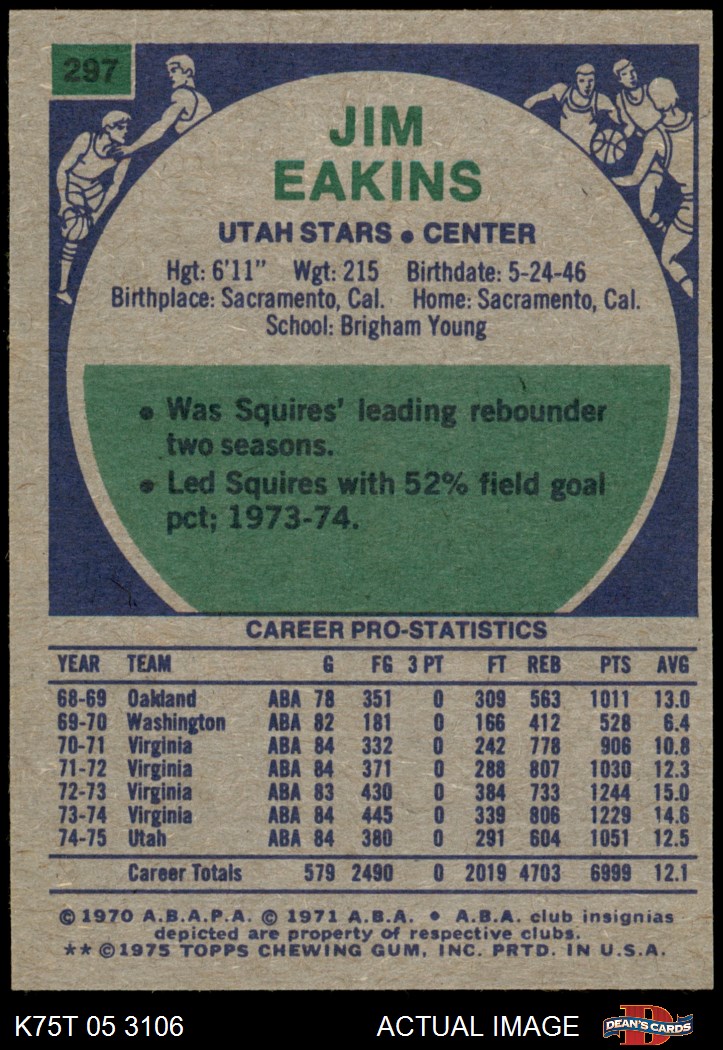 297
JIM
EAKINS
UTAH STARS • CENTER
Hgt: 6'11" Wgt: 215 Birthdate: 5-24-46
Birthplace: Sacramento, Cal. Home: Sacramento, Cal.
School: Brigham Young
• Was Squires' leading rebounder
two seasons.
• Led Squires with 52% field goal
pct; 1973-74.
CAREER PRO-STATISTICS
YEAR TEAM G FG 3 PT FT REB PTS AVG
68-69 Oakland ABA 78 351 0 309 563 1011 13.0
69-70 Washington ABA 82 181 0 166 412 528 6.4
70-71 Virginia ABA 84 332 0 242 778 906 10.8
71-72 Virginia ABA 84 371 0 288 807 1030 12.3
72-73 Virginia ABA 83 430 0 384 733 1244 15.0
73-74 Virginia ABA 84 445 0 339 806 1229 14.6
74-75 Utah ABA 84 380 0 291 604 1051 12.5
Career Totals 579 2490 0 2019 4703 6999 12.1
© 1970 A.B.A.P.A. © 1971 A.B.A. • A.B.A. club insignias
depicted are property of respective clubs.
** © 1975 TOPPS CHEWING GUM, INC. PRTD. IN U.S.A.
K75T 05 3106 ACTUAL IMAGE DEAN'S CARDS